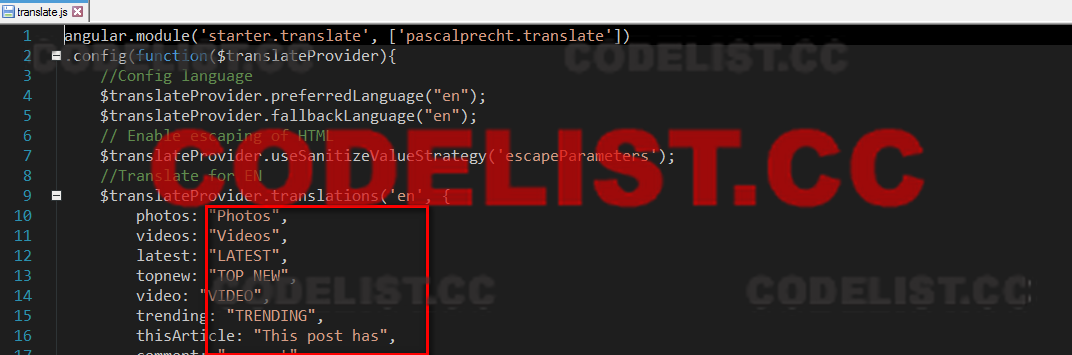 translate.js
1 angular.module('starter.translate', ['pascalprecht.translate'])
2 .config(function($translateProvider){
3 //Config language
4 $translateProvider.preferredLanguage("en");
5 $translateProvider.fallbackLanguage("en");
6 // Enable escaping of HTML
7 $translateProvider.useSanitizeValueStrategy('escapeParameters');
8 //Translate for EN
9 $translateProvider.translations('en', {
10 photos: "Photos",
11 videos: "Videos",
12 latest: "LATEST",
13 topnew: "TOP NEW",
14 video: "VIDEO",
15 trending: "TRENDING",
16 thisArticle: "This post has",
17
CODELIST.CC
CODELIST.CC
CODELIST.CC
CODELIST.CC
CODELIST.CC